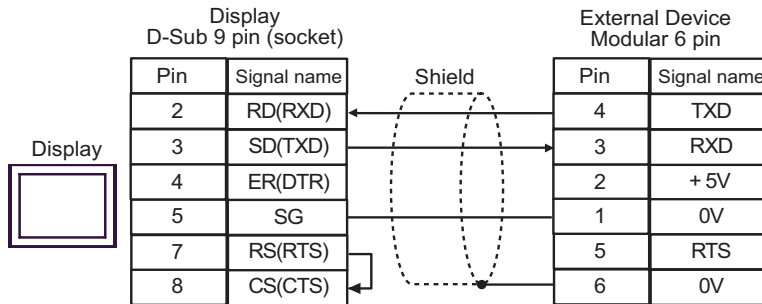 Display
D-Sub 9 pin (socket)
External Device
Modular 6 pin
Pin Signal name Shield Pin Signal name
2 RD(RXD) 4 TXD
Display
3 SD(TXD) 3 RXD
4 ER(DTR) 2 +5V
5 SG 1 0V
7 RS(RTS) 5 RTS
8 CS(CTS) 6 0V